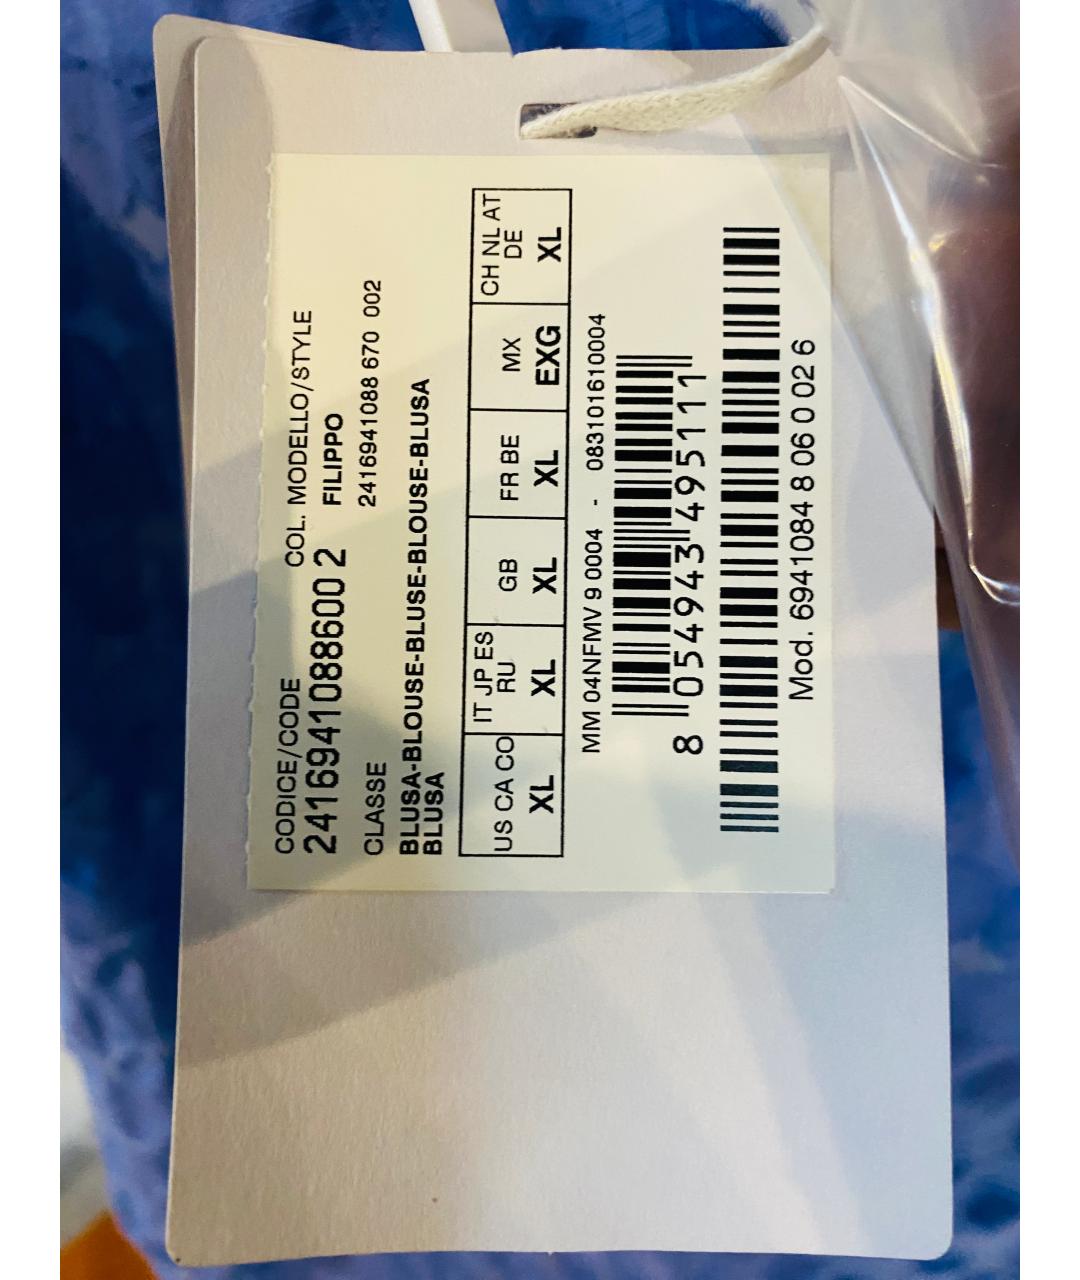 CODICE/CODE COL. MODELLO/STYLE
2416941088600 2 FILIPPO
CLASSE 2416941088 670 002
BLUSA-BLOUSE-BLUSE-BLOUSE-BLUSA
BLUSA
US CA CO IT JP ES RU GB FR BE MX CH NL AT DE
XL XL XL XL EXG XL
MM 04NFMV 9 0004 - 083101610004
8 054943 495111
Mod. 6941084 8 06 0 02 6